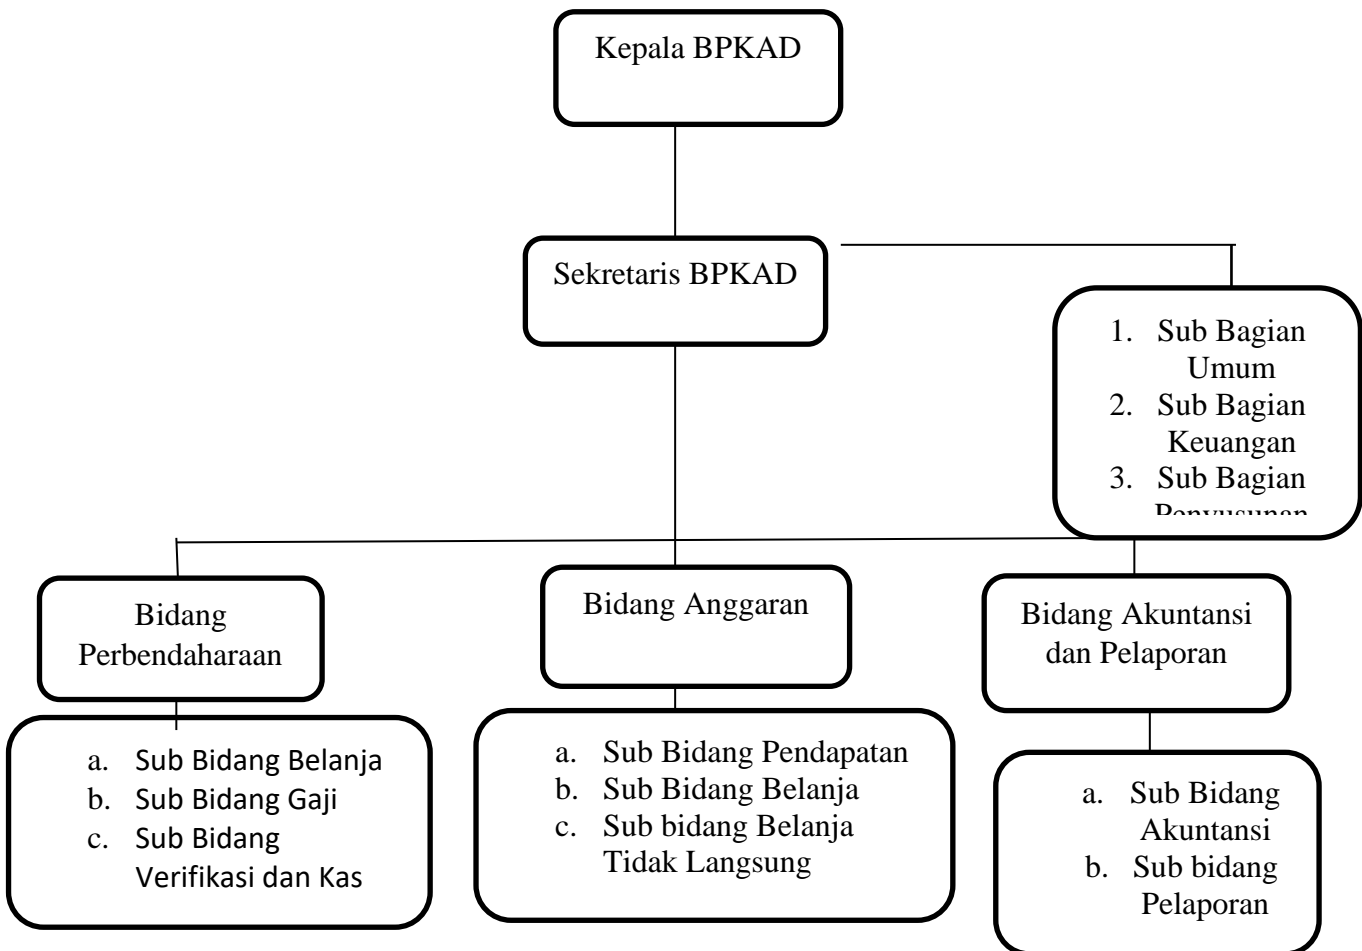 Kepala BPKAD
Sekretaris BPKAD
1. Sub Bagian
Umum
2. Sub Bagian
Keuangan
3. Sub Bagian
Penyusunan
Bidang
Perbendaharaan
Bidang Anggaran
Bidang Akuntansi
dan Pelaporan
a. Sub Bidang Belanja
b. Sub Bidang Gaji
c. Sub Bidang
Verifikasi dan Kas
a. Sub Bidang Pendapatan
b. Sub Bidang Belanja
c. Sub bidang Belanja
Tidak Langsung
a. Sub Bidang
Akuntansi
b. Sub bidang
Pelaporan